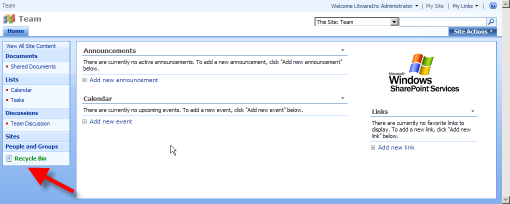 Team
Welcome LitwareInc Administrator | My Site | My Links
Team
This Site: Team
Home
Site Actions
View All Site Content
Documents
Shared Documents
Lists
Calendar
Tasks
Discussions
Team Discussion
Sites
People and Groups
Recycle Bin
Announcements
There are currently no active announcements. To add a new announcement, click "Add new announcement"
below.
Add new announcement
Calendar
There are currently no upcoming events. To add a new event, click "Add new event" below.
Add new event
Microsoft
Windows
SharePoint Services
Links
There are currently no favorite links to
display. To add a new link, click "Add new
link" below.
Add new link